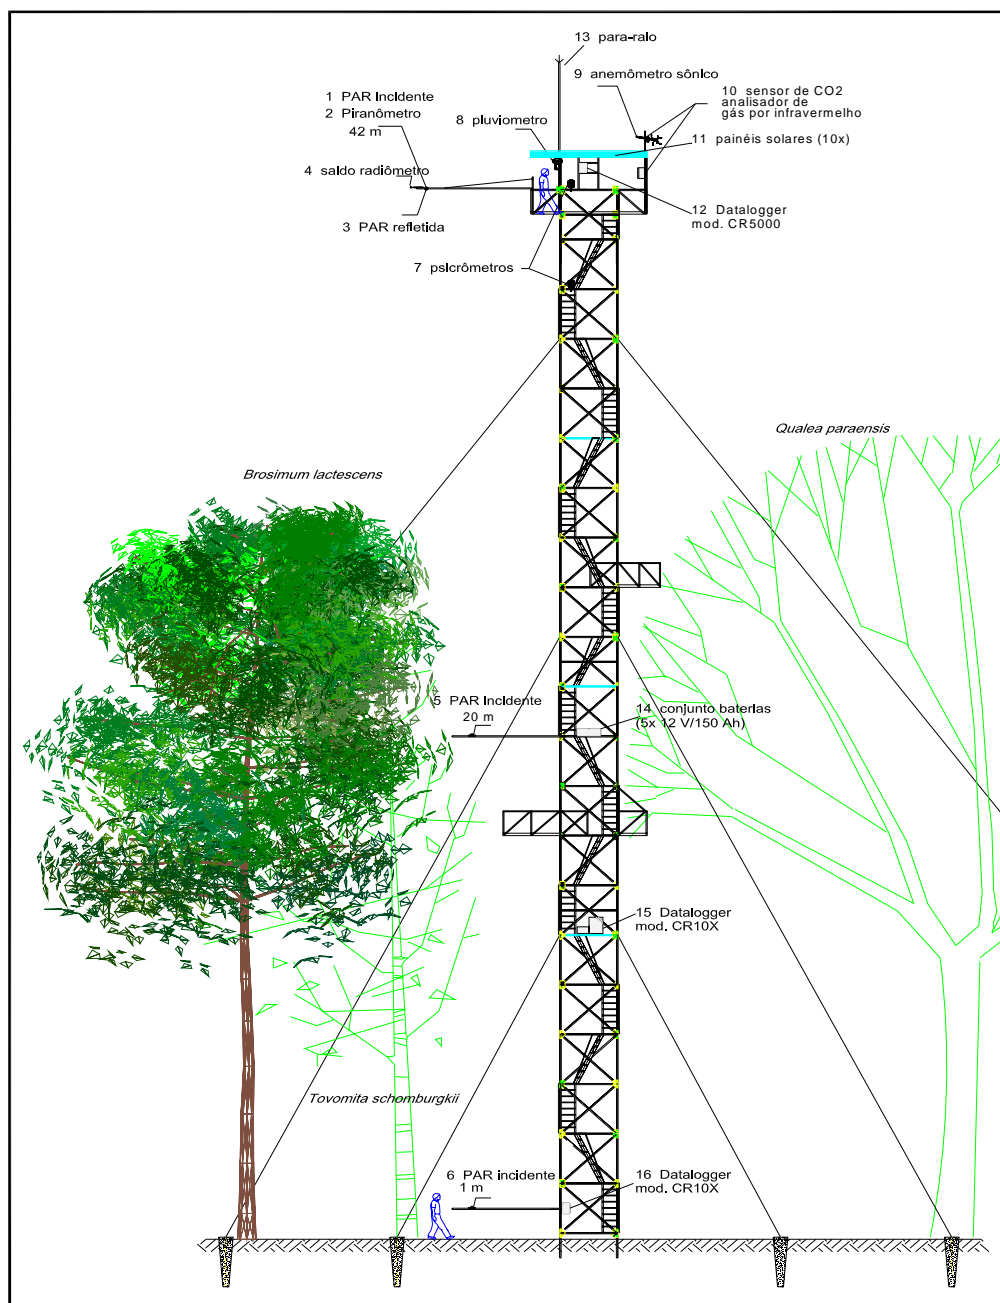 13 para-raio
9 anemômetro sônico
10 sensor de CO2
analisador de
gás por infravermelho
1 PAR Incidente
2 Piranômetro
42 m
8 pluviometro
11 painéis solares (10x)
4 saldo radiômetro
3 PAR refletida
12 Datalogger
mod. CR5000
7 psicrômetros
Qualea paraensis
Brosimum lactescens
5 PAR Incidente
20 m
14 conjunto baterias
(5x 12 V/150 Ah)
15 Datalogger
mod. CR10X
Tovomita schomburgkii
6 PAR incidente
1 m
16 Datalogger
mod. CR10X